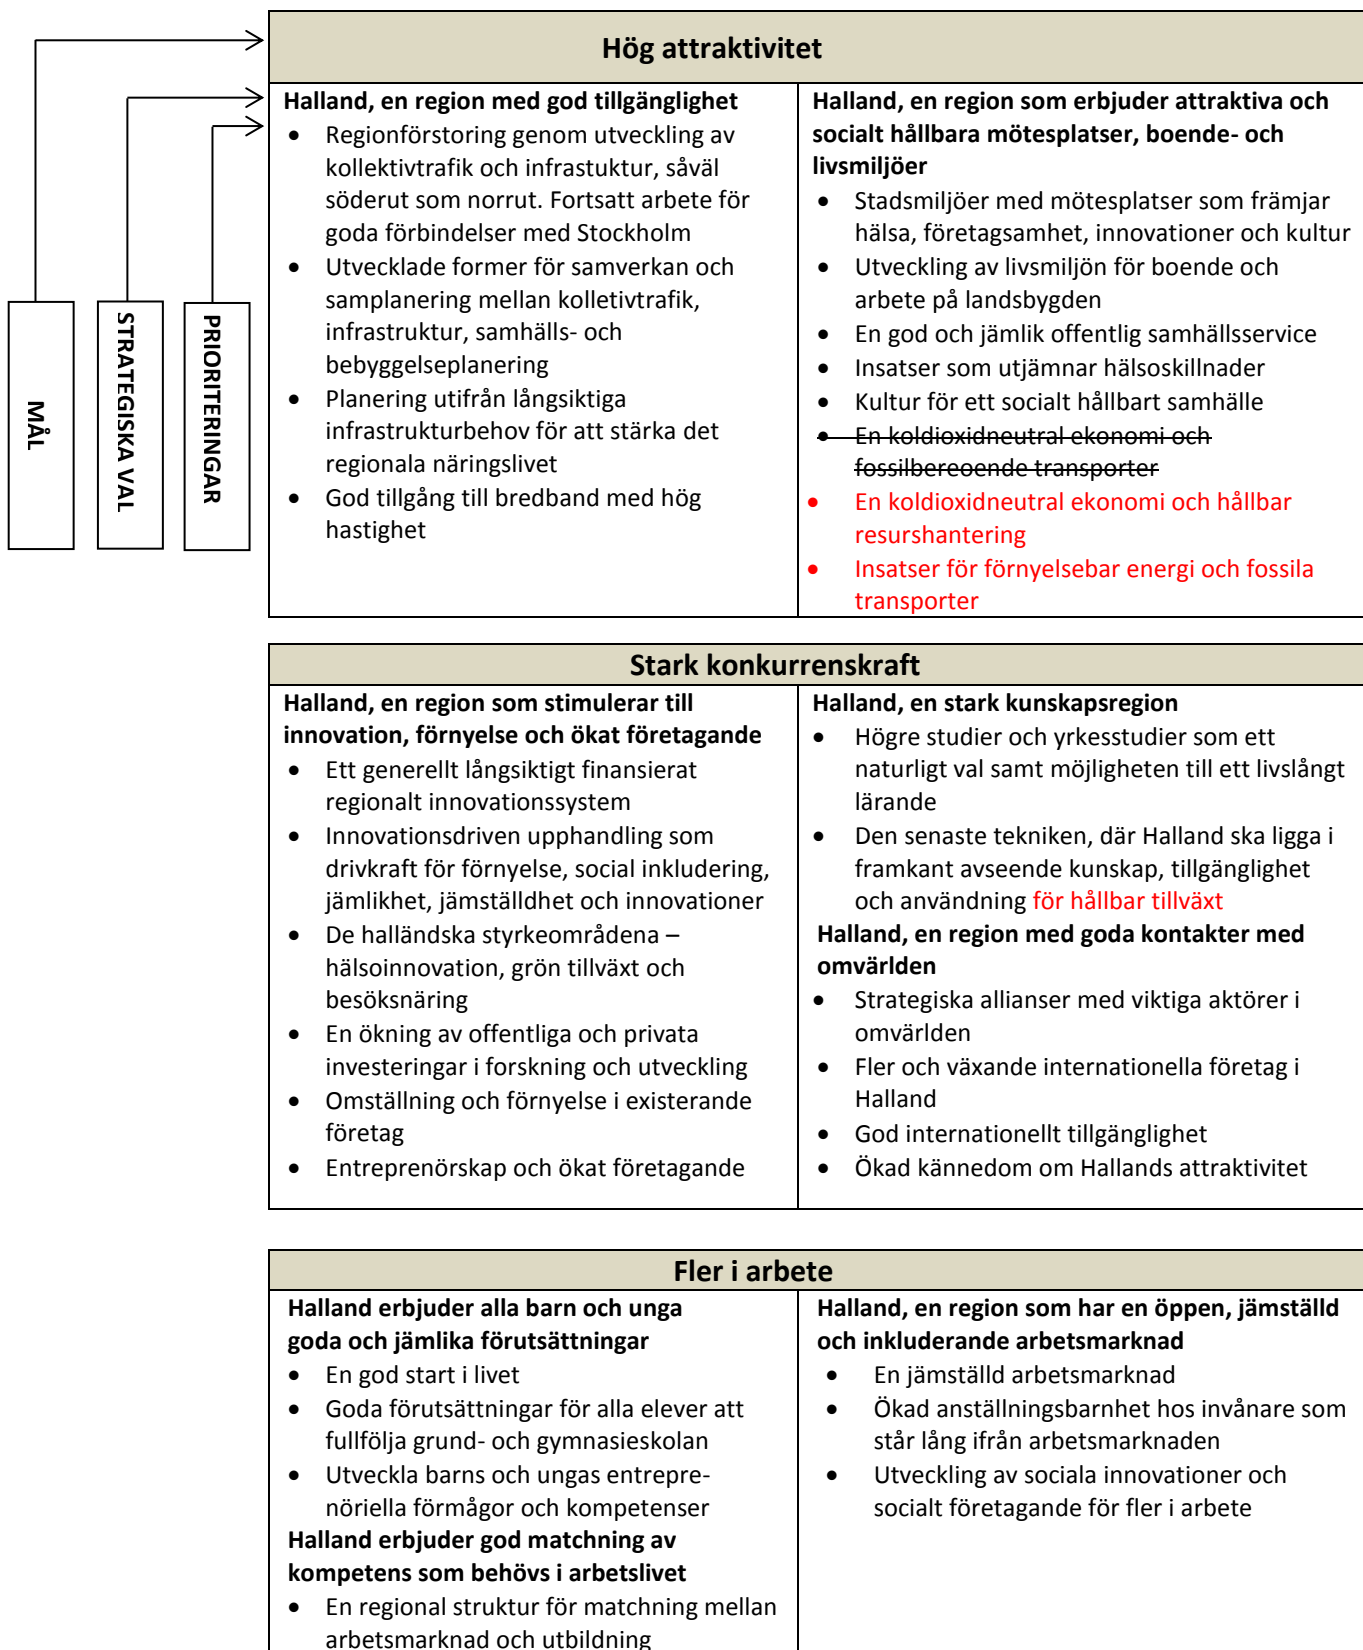 MÅL
STRATEGISKA VAL
PRIORITERINGAR
Hög attraktivitet
Halland, en region med god tillgänglighet
• Regionförstoring genom utveckling av
kollektivtrafik och infrastuktur, såväl
söderut som norrut. Fortsatt arbete för
goda förbindelser med Stockholm
• Utvecklade former för samverkan och
samplanering mellan kolletivtrafik,
infrastruktur, samhälls- och
bebyggelseplanering
• Planering utifrån långsiktiga
infrastrukturbehov för att stärka det
regionala näringslivet
• God tillgång till bredband med hög
hastighet
Halland, en region som erbjuder attraktiva och
socialt hållbara mötesplatser, boende- och
livsmiljöer
• Stadsmiljöer med mötesplatser som främjar
hälsa, företagsamhet, innovationer och kultur
• Utveckling av livsmiljön för boende och
arbete på landsbygden
• En god och jämlik offentlig samhällsservice
• Insatser som utjämnar hälsoskillnader
• Kultur för ett socialt hållbart samhälle
• En koldioxidneutral ekonomi och
fossilbereoende transporter
• En koldioxidneutral ekonomi och hållbar
resurshantering
• Insatser för förnyelsebar energi och fossila
transporter
Stark konkurrenskraft
Halland, en region som stimulerar till
innovation, förnyelse och ökat företagande
• Ett generellt långsiktigt finansierat
regionalt innovationssystem
• Innovationsdriven upphandling som
drivkraft för förnyelse, social inkludering,
jämlikhet, jämställdhet och innovationer
• De halländska styrkeområdena –
hälsoinnovation, grön tillväxt och
besöksnäring
• En ökning av offentliga och privata
investeringar i forskning och utveckling
• Omställning och förnyelse i existerande
företag
• Entreprenörskap och ökat företagande
Halland, en stark kunskapsregion
• Högre studier och yrkesstudier som ett
naturligt val samt möjligheten till ett livslångt
lärande
• Den senaste tekniken, där Halland ska ligga i
framkant avseende kunskap, tillgänglighet
och användning för hållbar tillväxt
Halland, en region med goda kontakter med
omvärlden
• Strategiska allianser med viktiga aktörer i
omvärlden
• Fler och växande internationella företag i
Halland
• God internationellt tillgänglighet
• Ökad kännedom om Hallands attraktivitet
Fler i arbete
Halland erbjuder alla barn och unga
goda och jämlika förutsättningar
• En god start i livet
• Goda förutsättningar för alla elever att
fullfölja grund- och gymnasieskolan
• Utveckla barns och ungas entrepre-
nöriella förmågor och kompetenser
Halland erbjuder god matchning av
kompetens som behövs i arbetslivet
• En regional struktur för matchning mellan
arbetsmarknad och utbildning
Halland, en region som har en öppen, jämställd
och inkluderande arbetsmarknad
• En jämställd arbetsmarknad
• Ökad anställningsbarnhet hos invånare som
står lång ifrån arbetsmarknaden
• Utveckling av sociala innovationer och
socialt företagande för fler i arbete